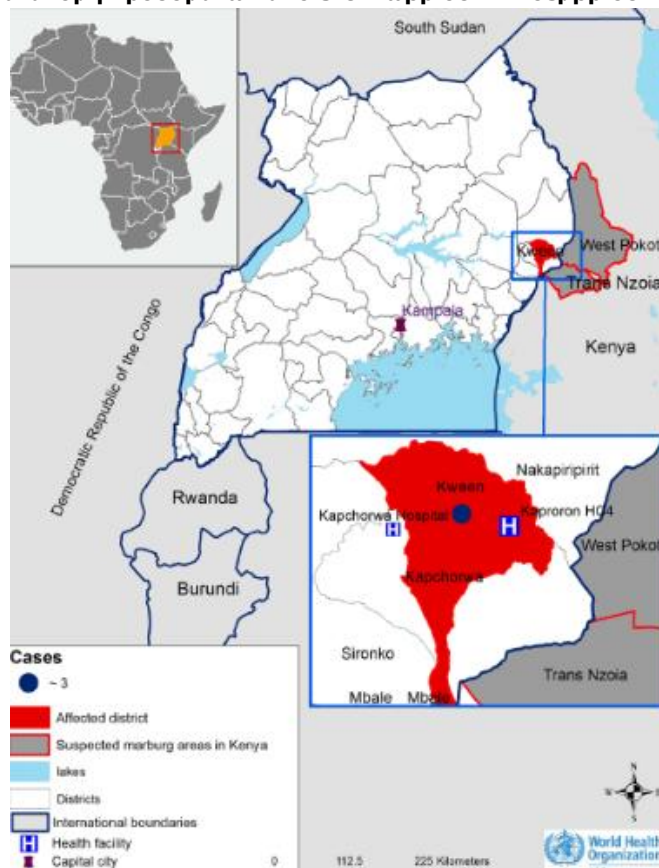 South Sudan
West Pokot
Trans Nzoia
Kampala
Kenya
Democratic Republic of the Congo
Rwanda
Burundi
Nakapiripirit
Kween
Kapchorwa Hospital
Kaproron HC4
West Pokot
Kapchorwa
Sironko
Trans Nzoia
Mbale
Cases
~ 3
Affected district
Suspected marburg areas in Kenya
lakes
Districts
International boundaries
H Health facility
Capital city
0 112.5 225 Kilometers
N
World Health
Organization